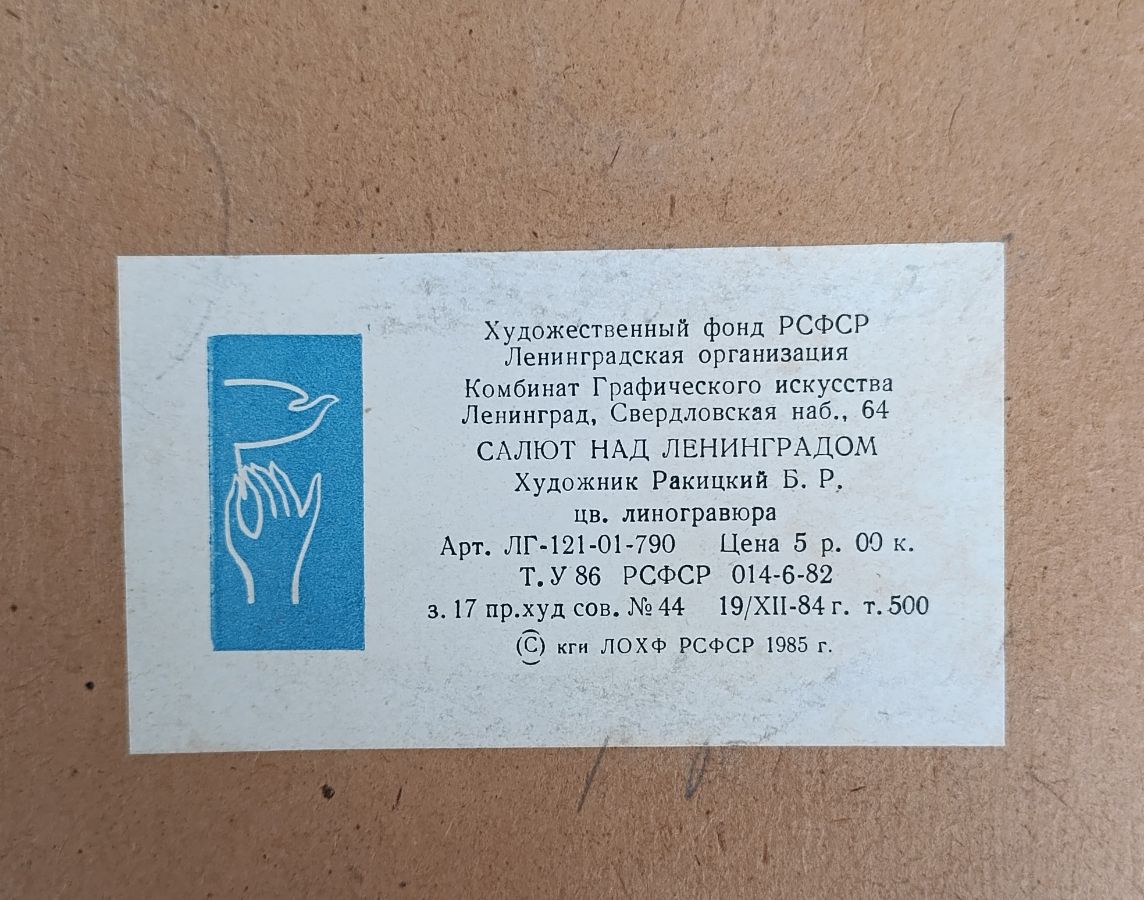 Художественный фонд РСФСР
Ленинградская организация
Комбинат Графического искусства
Ленинград, Свердловская наб., 64
САЛЮТ НАД ЛЕНИНГРАДОМ
Художник Ракицкий Б. Р.
цв. линогравюра
Арт. ЛГ-121-01-790 Цена 5 р. 00 к.
Т. У 86 РСФСР 014-6-82
з. 17 пр.худ сов. № 44 19/XII-84 г. т. 500
(С) кги ЛОХФ РСФСР 1985 г.